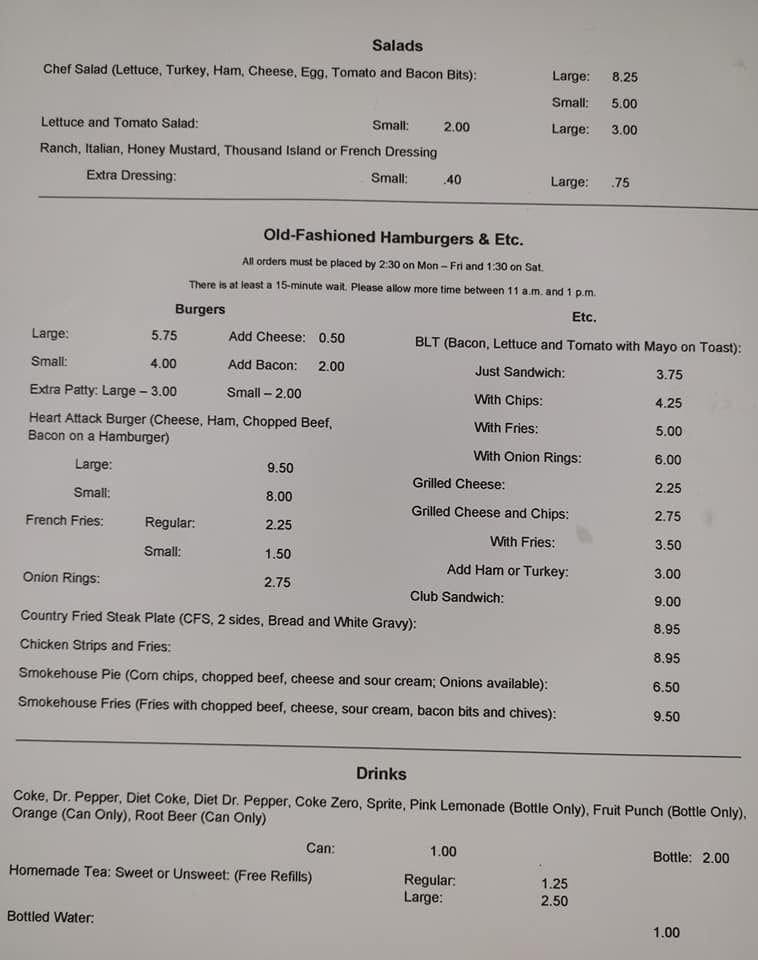 Salads
Chef Salad (Lettuce, Turkey, Ham, Cheese, Egg, Tomato and Bacon Bits): Large: 8.25
Small: 5.00
Lettuce and Tomato Salad: Small: 2.00 Large: 3.00
Ranch, Italian, Honey Mustard, Thousand Island or French Dressing
Extra Dressing: Small: .40 Large: .75
Old-Fashioned Hamburgers & Etc.
All orders must be placed by 2:30 on Mon – Fri and 1:30 on Sat.
There is at least a 15-minute wait. Please allow more time between 11 a.m. and 1 p.m.
Burgers
Large: 5.75 Add Cheese: 0.50
Small: 4.00 Add Bacon: 2.00
Extra Patty: Large – 3.00 Small – 2.00
Heart Attack Burger (Cheese, Ham, Chopped Beef,
Bacon on a Hamburger)
Large: 9.50
Small: 8.00
French Fries: Regular: 2.25
Small: 1.50
Onion Rings: 2.75
Etc.
BLT (Bacon, Lettuce and Tomato with Mayo on Toast):
Just Sandwich: 3.75
With Chips: 4.25
With Fries: 5.00
With Onion Rings: 6.00
Grilled Cheese: 2.25
Grilled Cheese and Chips: 2.75
With Fries: 3.50
Add Ham or Turkey: 3.00
Club Sandwich: 9.00
Country Fried Steak Plate (CFS, 2 sides, Bread and White Gravy): 8.95
Chicken Strips and Fries: 8.95
Smokehouse Pie (Corn chips, chopped beef, cheese and sour cream; Onions available): 6.50
Smokehouse Fries (Fries with chopped beef, cheese, sour cream, bacon bits and chives): 9.50
Drinks
Coke, Dr. Pepper, Diet Coke, Diet Dr. Pepper, Coke Zero, Sprite, Pink Lemonade (Bottle Only), Fruit Punch (Bottle Only),
Orange (Can Only), Root Beer (Can Only)
Can: 1.00 Bottle: 2.00
Homemade Tea: Sweet or Unsweet: (Free Refills) Regular: 1.25
Large: 2.50
Bottled Water: 1.00